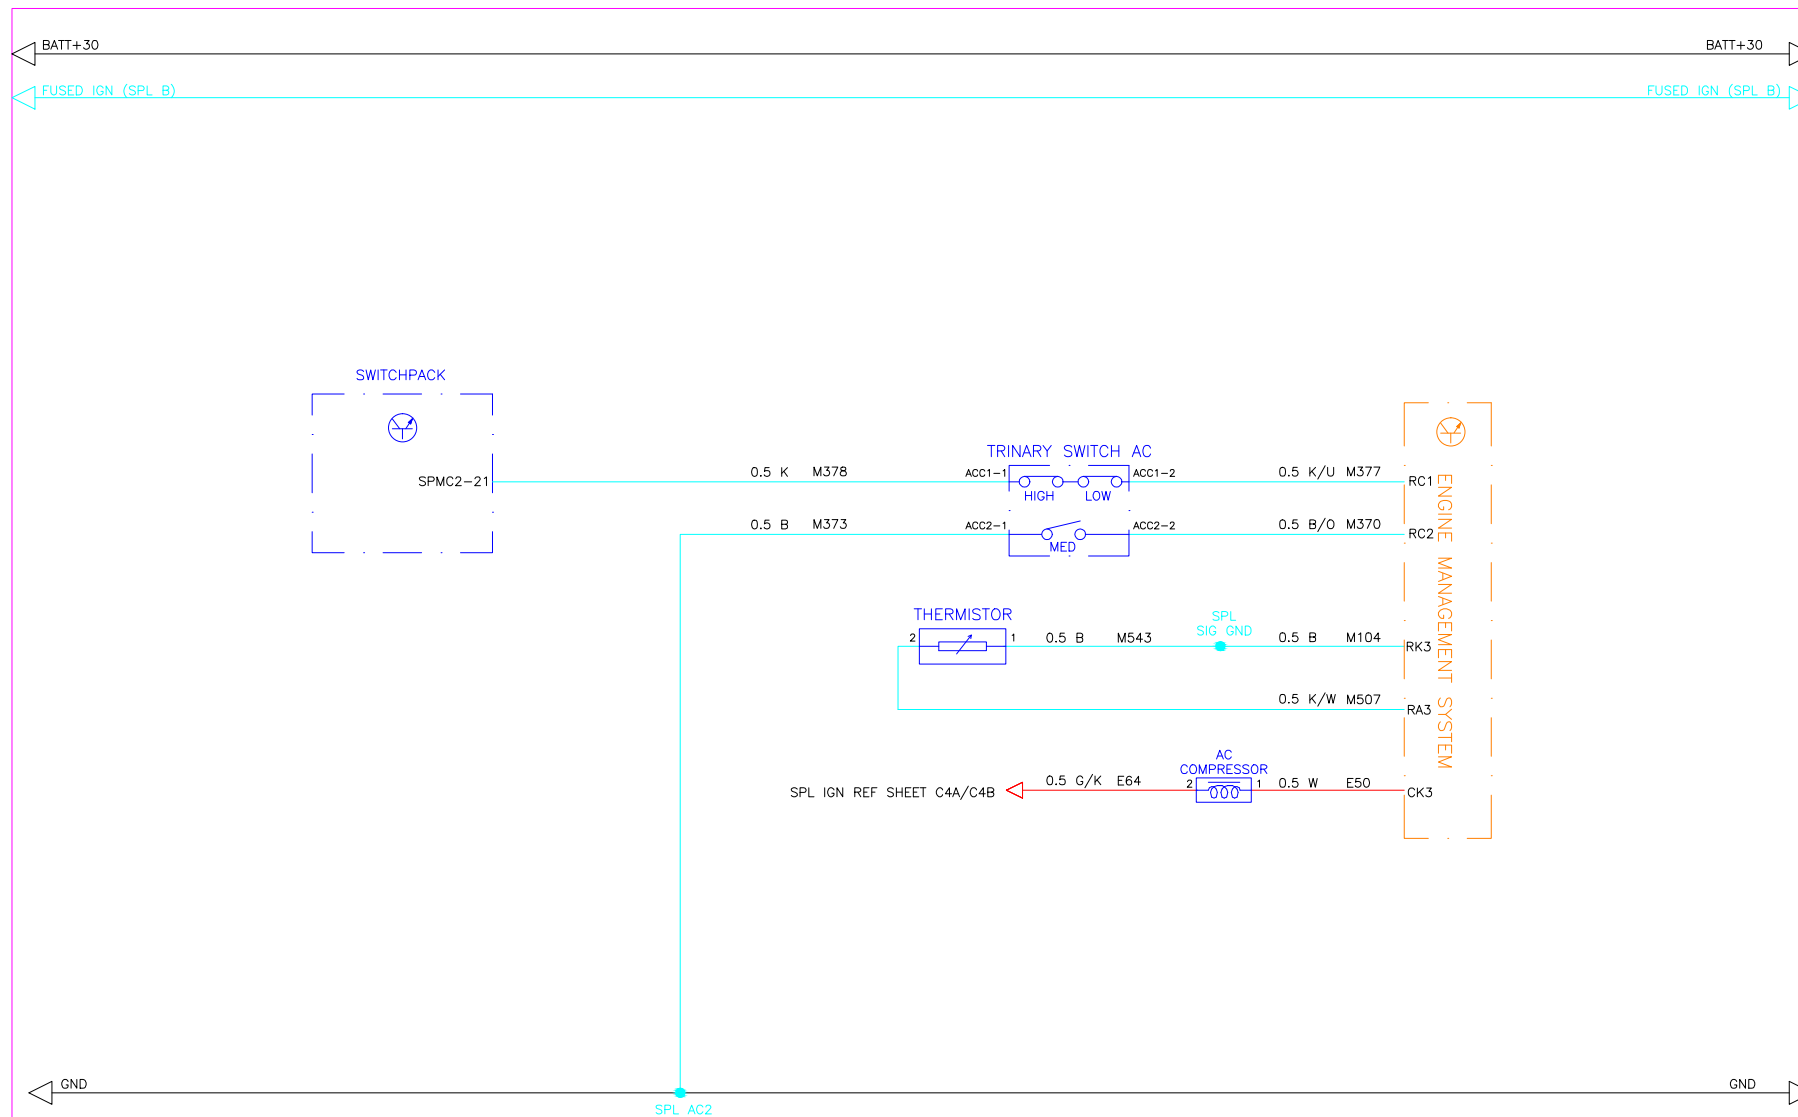 BATT+30
BATT+30
FUSED IGN (SPL B)
FUSED IGN (SPL B)
SWITCHPACK
SPMC2-21
0.5 K M378
TRINARY SWITCH AC
ACC1-1
ACC1-2
HIGH
LOW
0.5 K/U M377
RC1
0.5 B M373
ACC2-1
ACC2-2
MED
0.5 B/O M370
RC2
ENGINE MANAGEMENT SYSTEM
THERMISTOR
2
1
0.5 B M543
SPL
SIG GND
0.5 B M104
RK3
0.5 K/W M507
RA3
AC
COMPRESSOR
SPL IGN REF SHEET C4A/C4B
0.5 G/K E64
2
1
0.5 W E50
CK3
GND
GND
SPL AC2